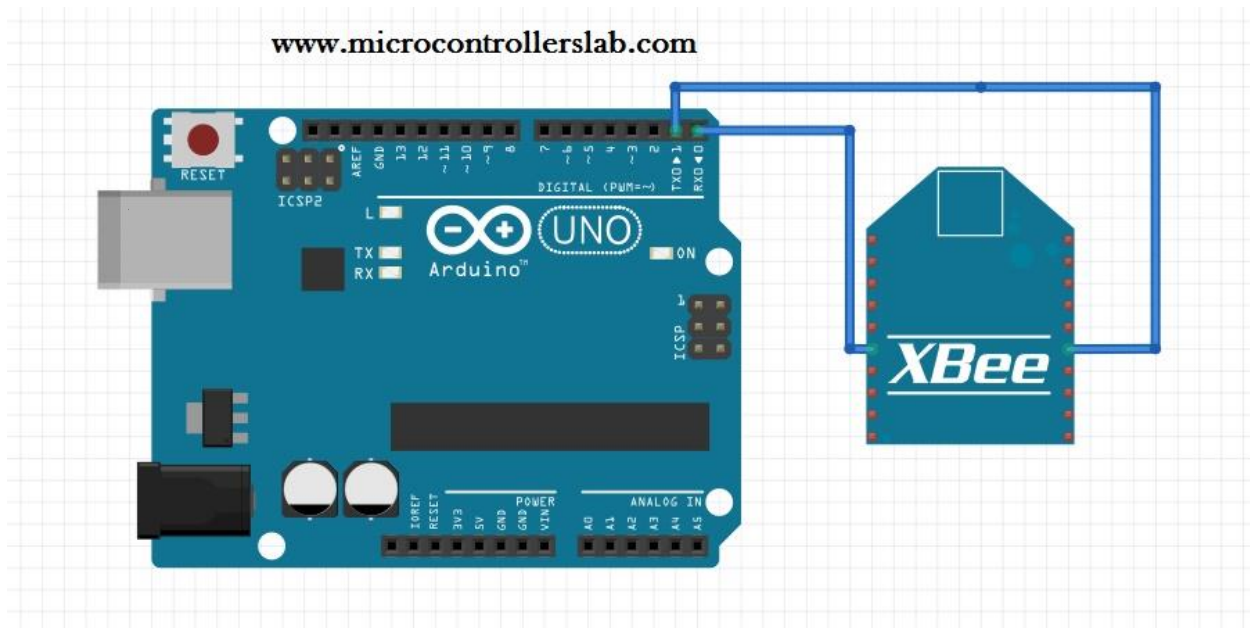 www.microcontrollerslab.com
RESET
ICSP2
AREF
GND
13
12
~11
~10
~9
8
7
~6
~5
4
~3
2
TX0▶1
RX0◀0
DIGITAL (PWM=~)
L
TX
RX
Arduino™
UNO
ON
1
ICSP
XBee
IOREF
RESET
3V3
5V
GND
GND
VIN
POWER
ANALOG IN
A0
A1
A2
A3
A4
A5